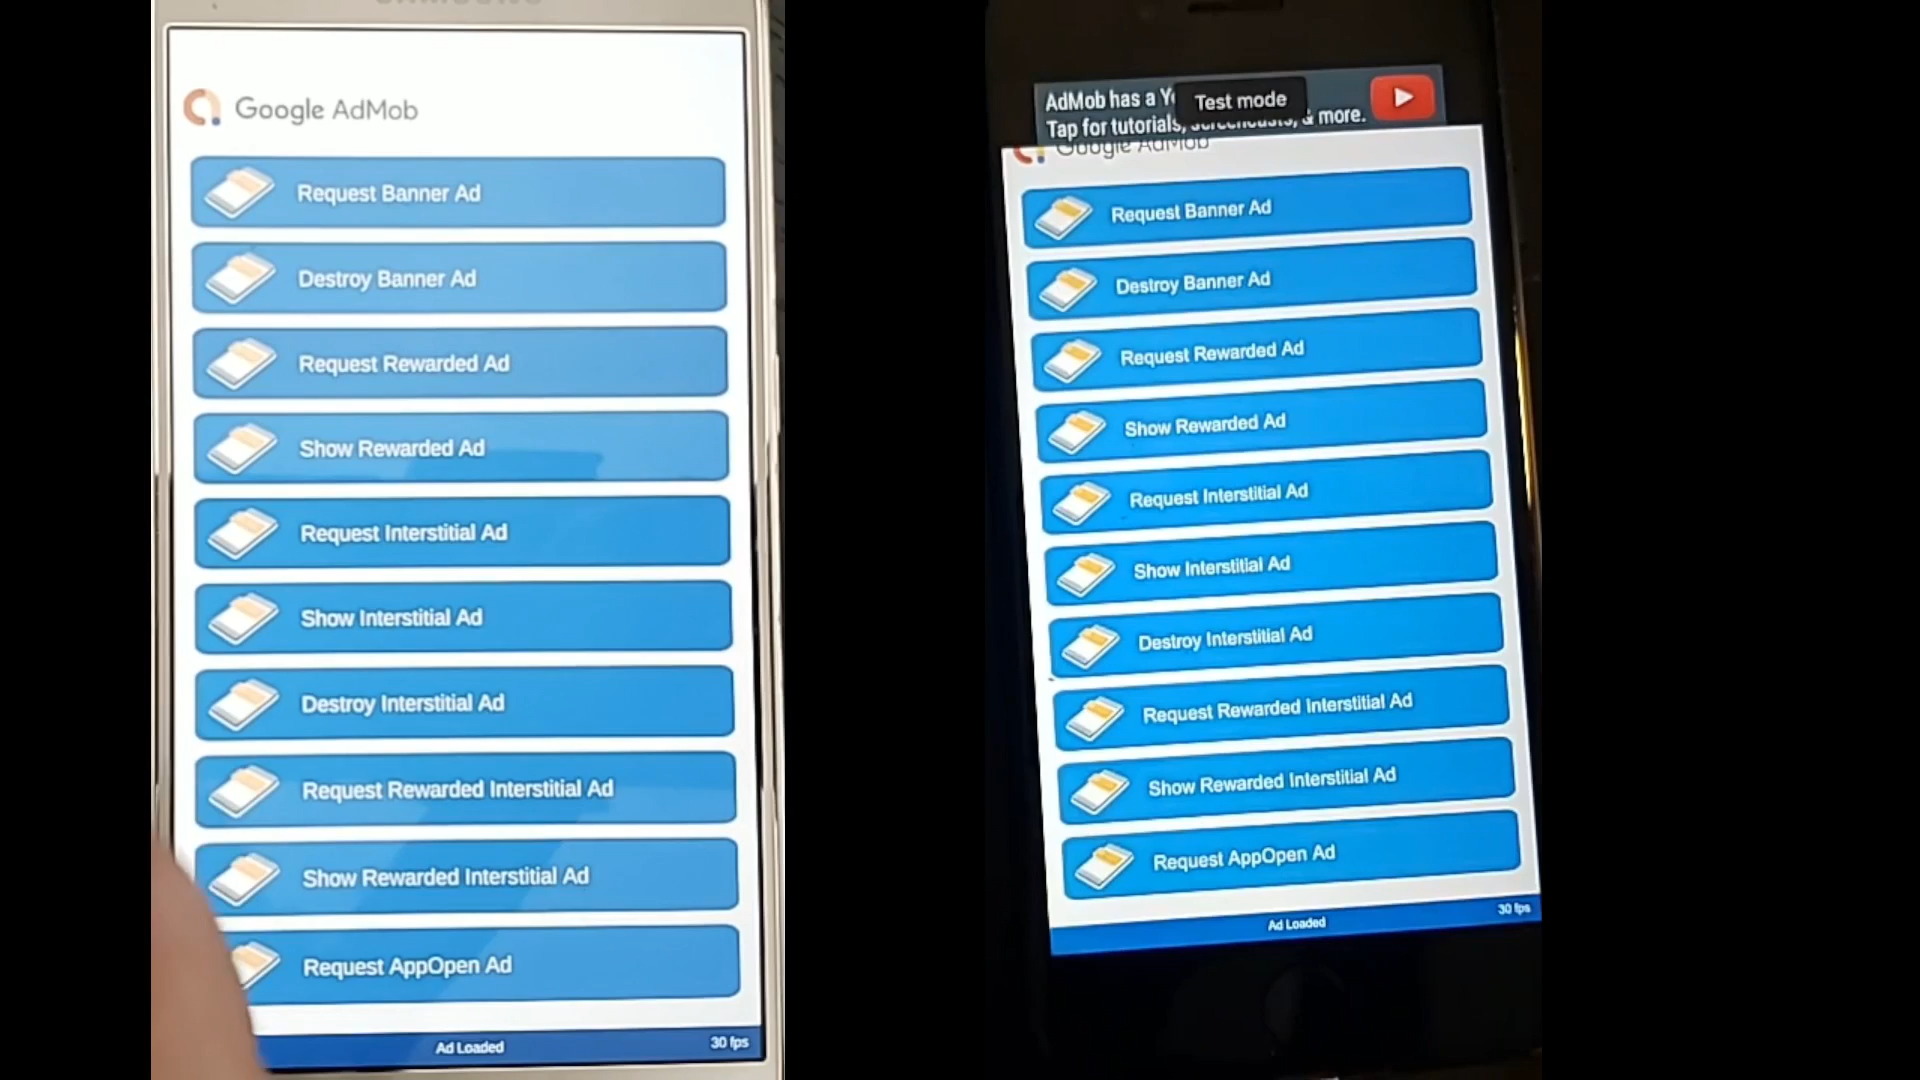 Google AdMob
Request Banner Ad
Destroy Banner Ad
Request Rewarded Ad
Show Rewarded Ad
Request Interstitial Ad
Show Interstitial Ad
Destroy Interstitial Ad
Request Rewarded Interstitial Ad
Show Rewarded Interstitial Ad
Request AppOpen Ad
Ad Loaded
30 fps
AdMob has a
Test mode
Tap for tutorials, screencasts, & more.
Google AdMob
Request Banner Ad
Destroy Banner Ad
Request Rewarded Ad
Show Rewarded Ad
Request Interstitial Ad
Show Interstitial Ad
Destroy Interstitial Ad
Request Rewarded Interstitial Ad
Show Rewarded Interstitial Ad
Request AppOpen Ad
Ad Loaded
30 fps